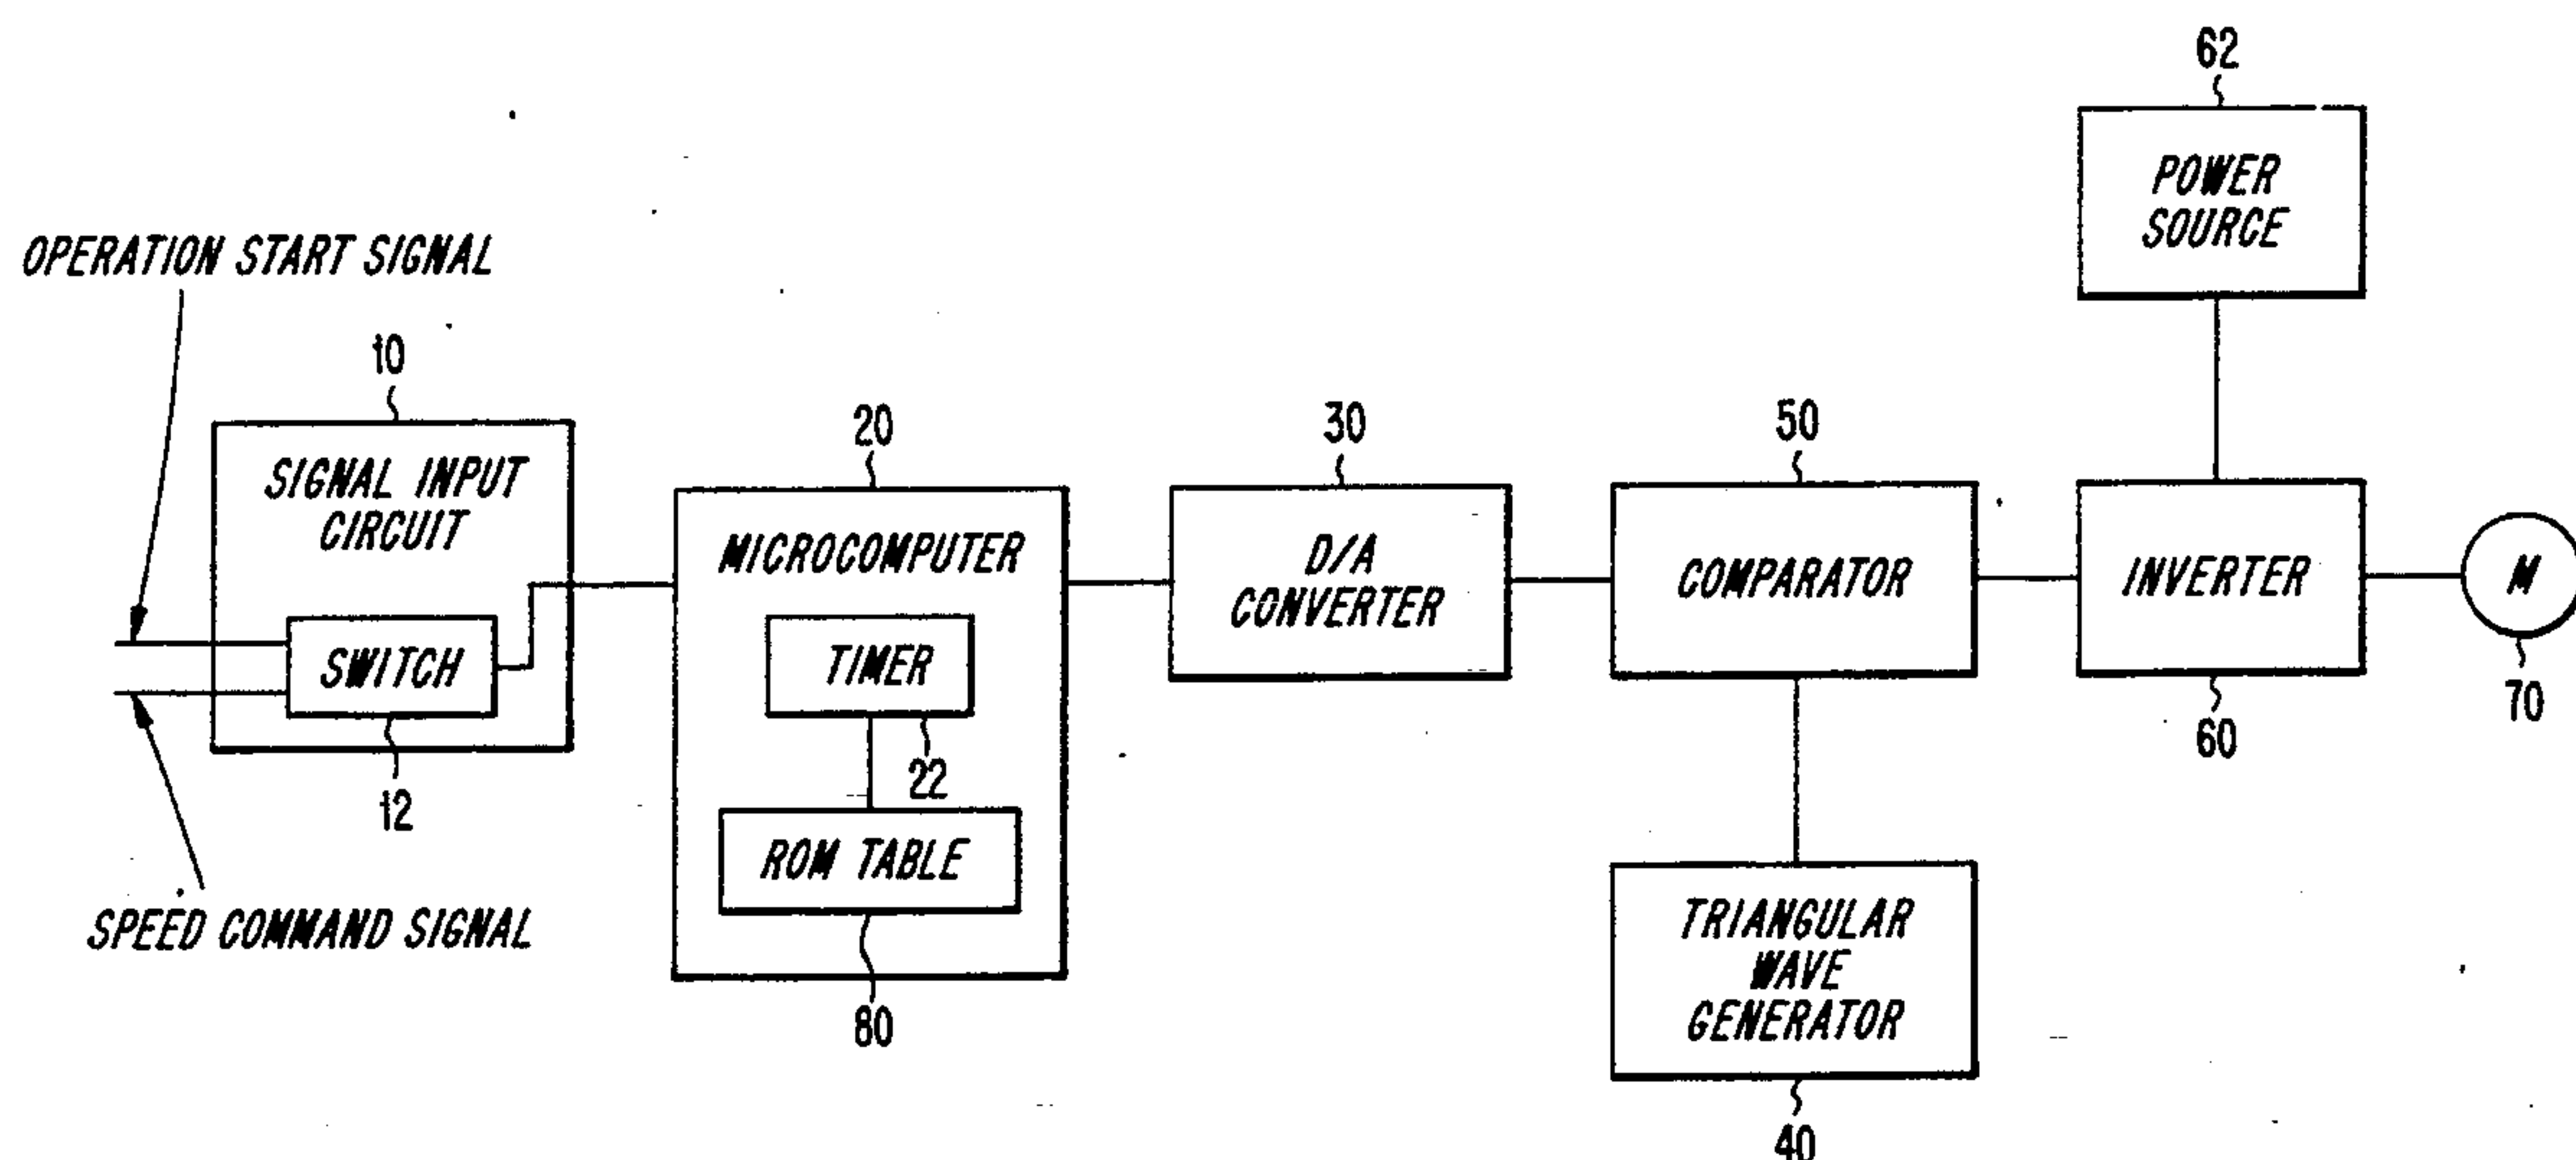 62
POWER
SOURCE
OPERATION START SIGNAL
10
SIGNAL INPUT
CIRCUIT
SWITCH
12
SPEED COMMAND SIGNAL
20
MICROCOMPUTER
TIMER
22
ROM TABLE
80
30
D/A
CONVERTER
50
COMPARATOR
TRIANGULAR
WAVE
GENERATOR
40
INVERTER
60
M
70